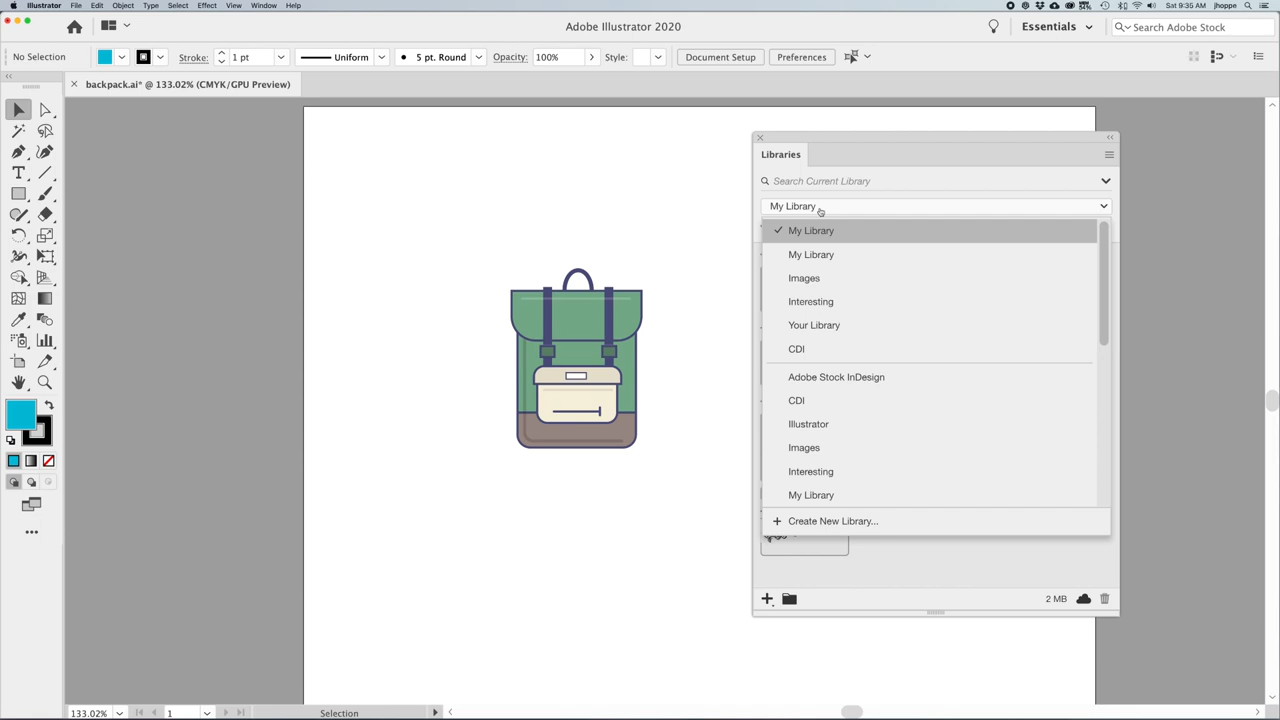 Illustrator File Edit Object Type Select Effect View Window Help Sat 9:35 AM jhoppe
Adobe Illustrator 2020 Essentials Search Adobe Stock
No Selection Stroke: 1 pt Uniform 5 pt. Round Opacity: 100% Style: Document Setup Preferences
backpack.ai* @ 133.02% (CMYK/GPU Preview)
Libraries
Search Current Library
My Library
My Library
My Library
Images
Interesting
Your Library
CDI
Adobe Stock InDesign
CDI
Illustrator
Images
Interesting
My Library
Create New Library...
2 MB
133.02% 1 Selection